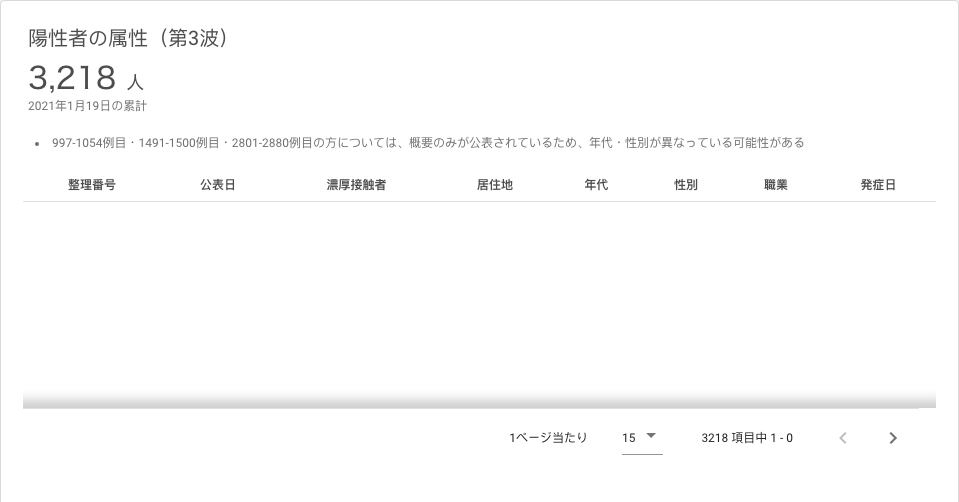 陽性者の属性（第3波）
3,218 人
2021年1月19日の累計
• 997-1054例目・1491-1500例目・2801-2880例目の方については、概要のみが公表されているため、年代・性別が異なっている可能性がある
整理番号 公表日 濃厚接触者 居住地 年代 性別 職業 発症日
1ページ当たり 15 3218 項目中 1 - 0